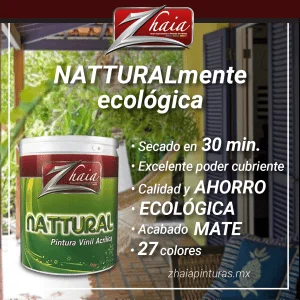 Zhaia
NATTURALmente
ecológica
• Secado en 30 min.
• Excelente poder cubriente
• Calidad y AHORRO
ECOLÓGICA
• Acabado MATE
• 27 colores
Zhaia
NATTURAL
Pintura Vinil Acrílica
zhaiapinturas.mx